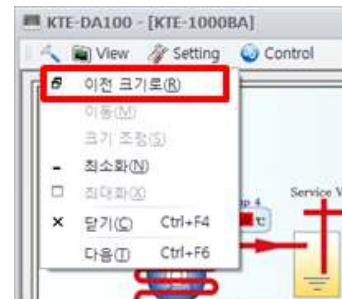 KTE-DA100 - [KTE-1000BA]
View Setting Control
이전 크기로(R)
이동(M)
크기 조정(S)
최소화(N)
최대화(X)
닫기(C) Ctrl+F4
다음(T) Ctrl+F6
p 4
℃
Service V